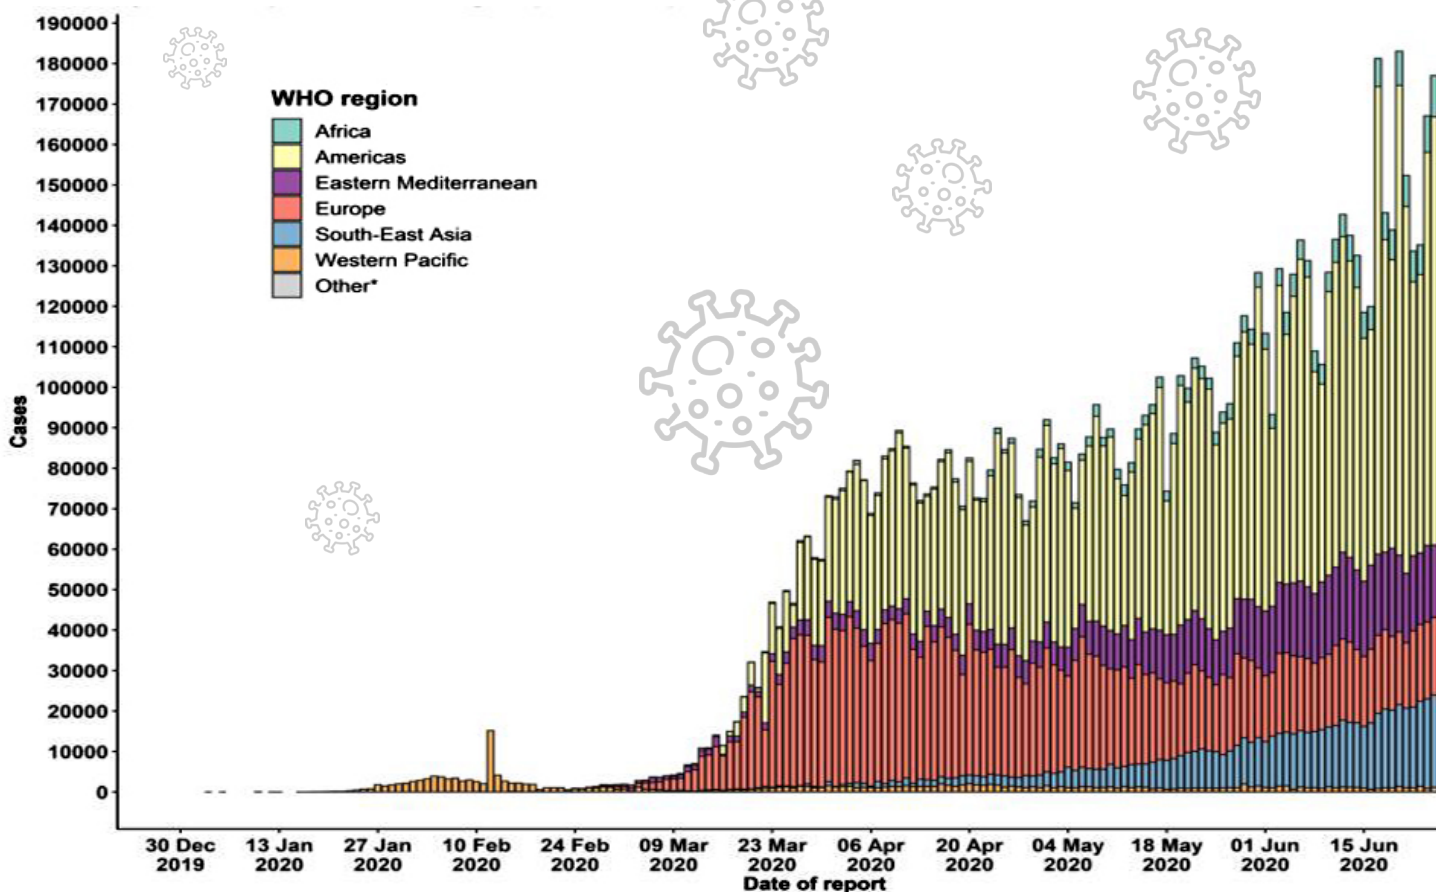 190000
180000
170000
160000
150000
140000
130000
120000
110000
100000
90000
80000
70000
60000
50000
40000
30000
20000
10000
0
Cases
WHO region
Africa
Americas
Eastern Mediterranean
Europe
South-East Asia
Western Pacific
Other*
30 Dec 13 Jan 27 Jan 10 Feb 24 Feb 09 Mar 23 Mar 06 Apr 20 Apr 04 May 18 May 01 Jun 15 Jun
2019 2020 2020 2020 2020 2020 2020 2020 2020 2020 2020 2020 2020
Date of report